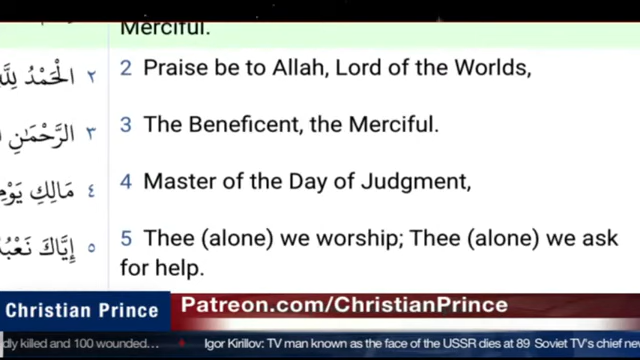 Merciful.
الْحَمْدُ لِلَّ ٢ 2 Praise be to Allah, Lord of the Worlds,
الرَّحْمَٰنِ ٣ 3 The Beneficent, the Merciful.
مَالِكِ يَوْمِ ٤ 4 Master of the Day of Judgment,
إِيَّاكَ نَعْبُدُ ٥ 5 Thee (alone) we worship; Thee (alone) we ask
for help.
Christian Prince
Patreon.com/ChristianPrince
dly killed and 100 wounded... Igor Kirillov: TV man known as the face of the USSR dies at 89 Soviet TV's chief new